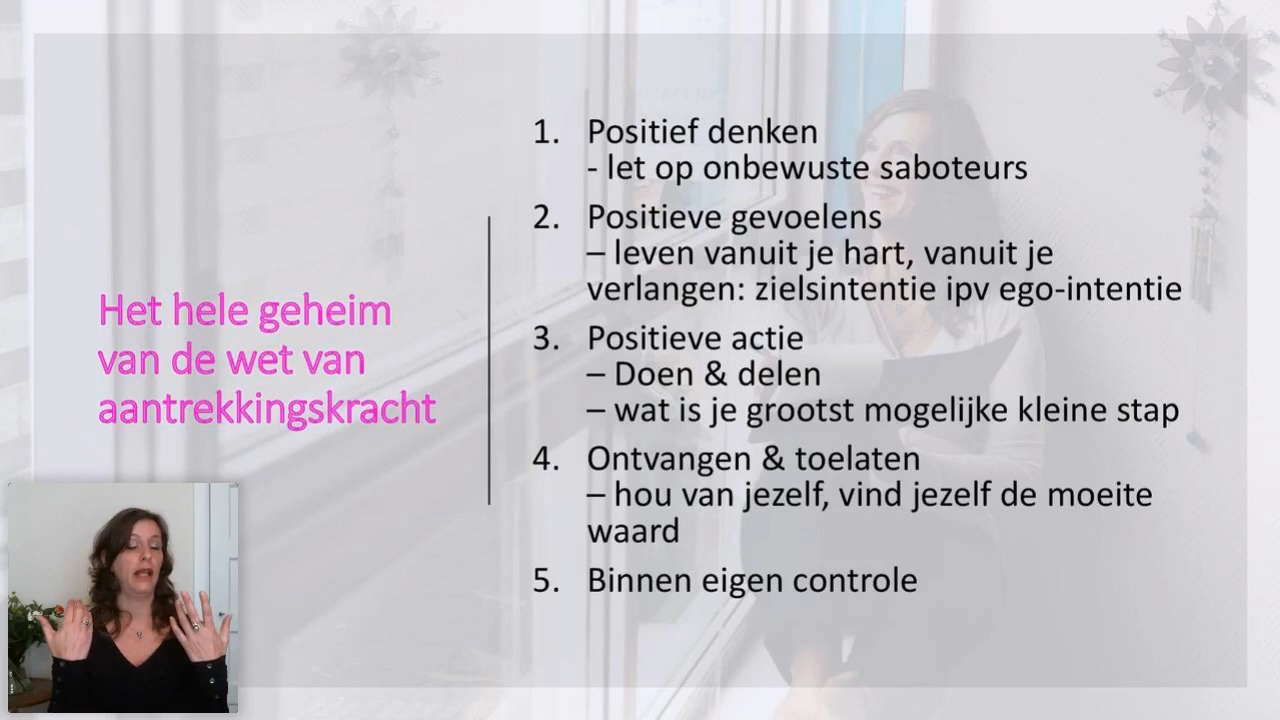 Het hele geheim
van de wet van
aantrekkingskracht
1. Positief denken
- let op onbewuste saboteurs
2. Positieve gevoelens
– leven vanuit je hart, vanuit je
verlangen: zielsintentie ipv ego-intentie
3. Positieve actie
– Doen & delen
– wat is je grootst mogelijke kleine stap
4. Ontvangen & toelaten
– hou van jezelf, vind jezelf de moeite
waard
5. Binnen eigen controle